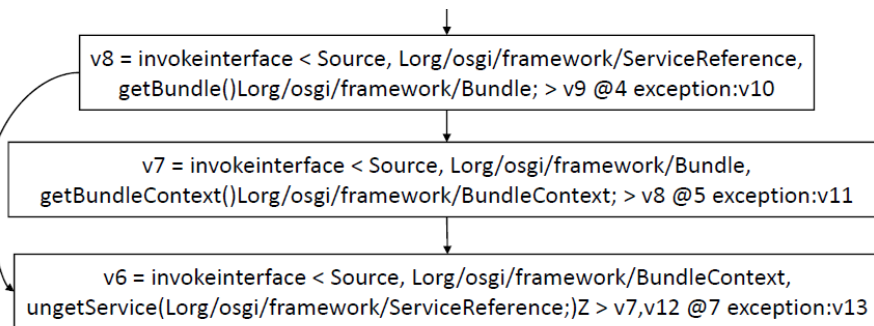 v8 = invokeinterface < Source, Lorg/osgi/framework/ServiceReference,
getBundle()Lorg/osgi/framework/Bundle; > v9 @4 exception:v10
v7 = invokeinterface < Source, Lorg/osgi/framework/Bundle,
getBundleContext()Lorg/osgi/framework/BundleContext; > v8 @5 exception:v11
v6 = invokeinterface < Source, Lorg/osgi/framework/BundleContext,
ungetService(Lorg/osgi/framework/ServiceReference;)Z > v7,v12 @7 exception:v13